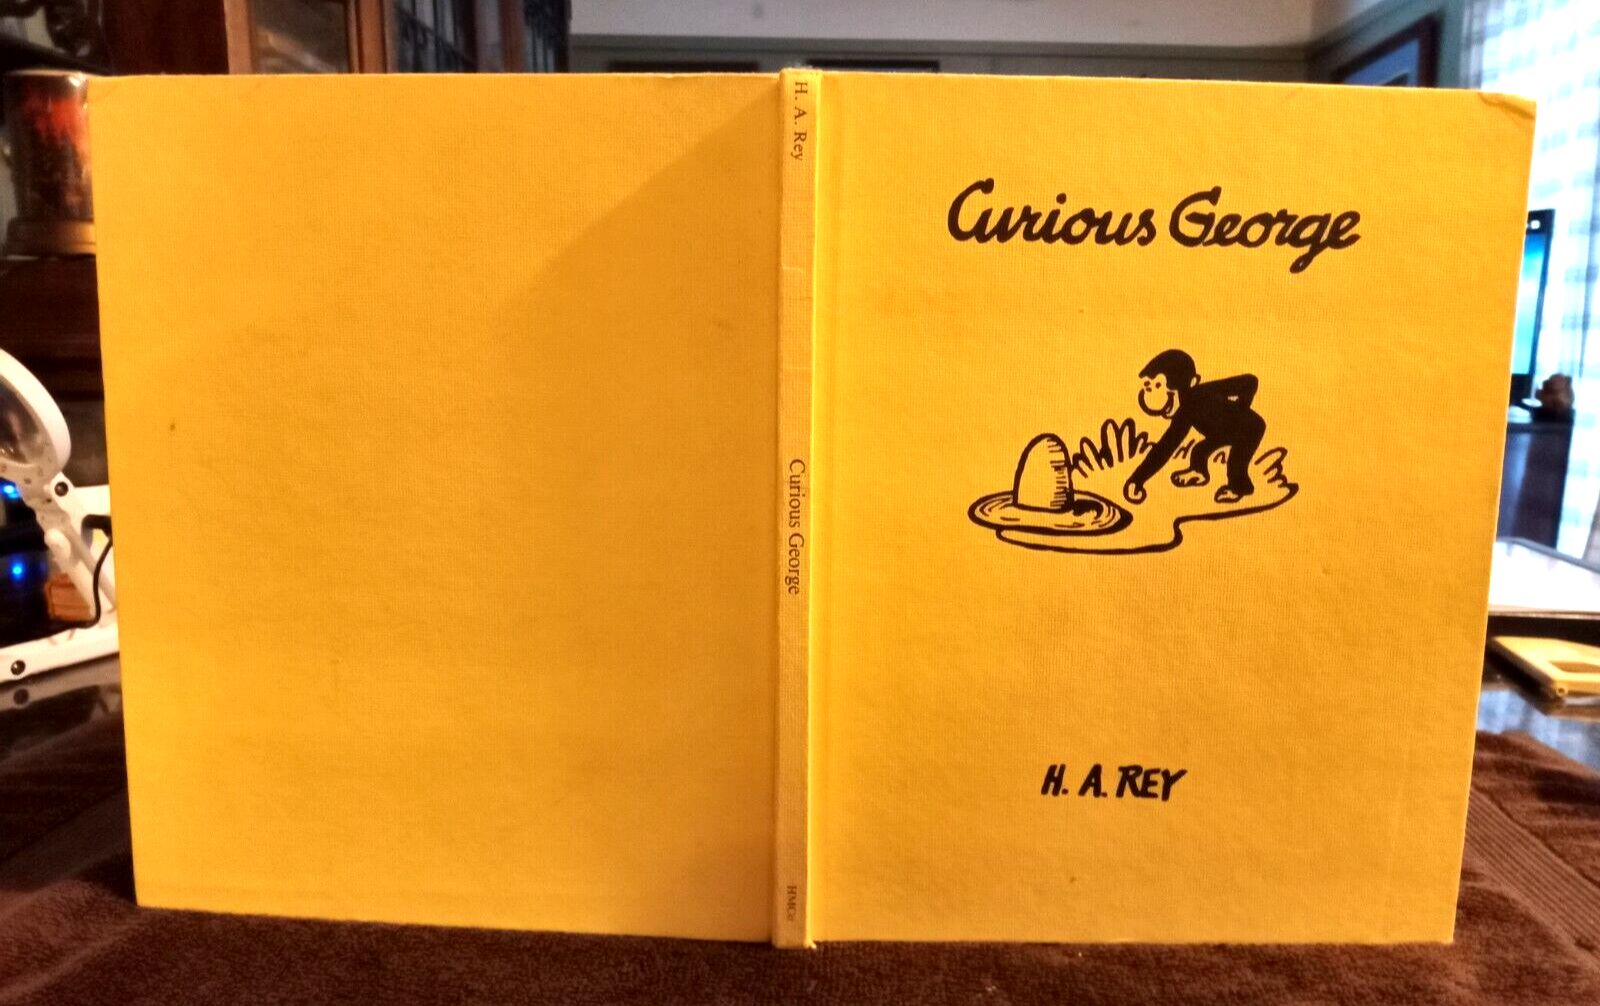 H. A. Rey
Curious George
HMCo
Curious George
H. A. REY